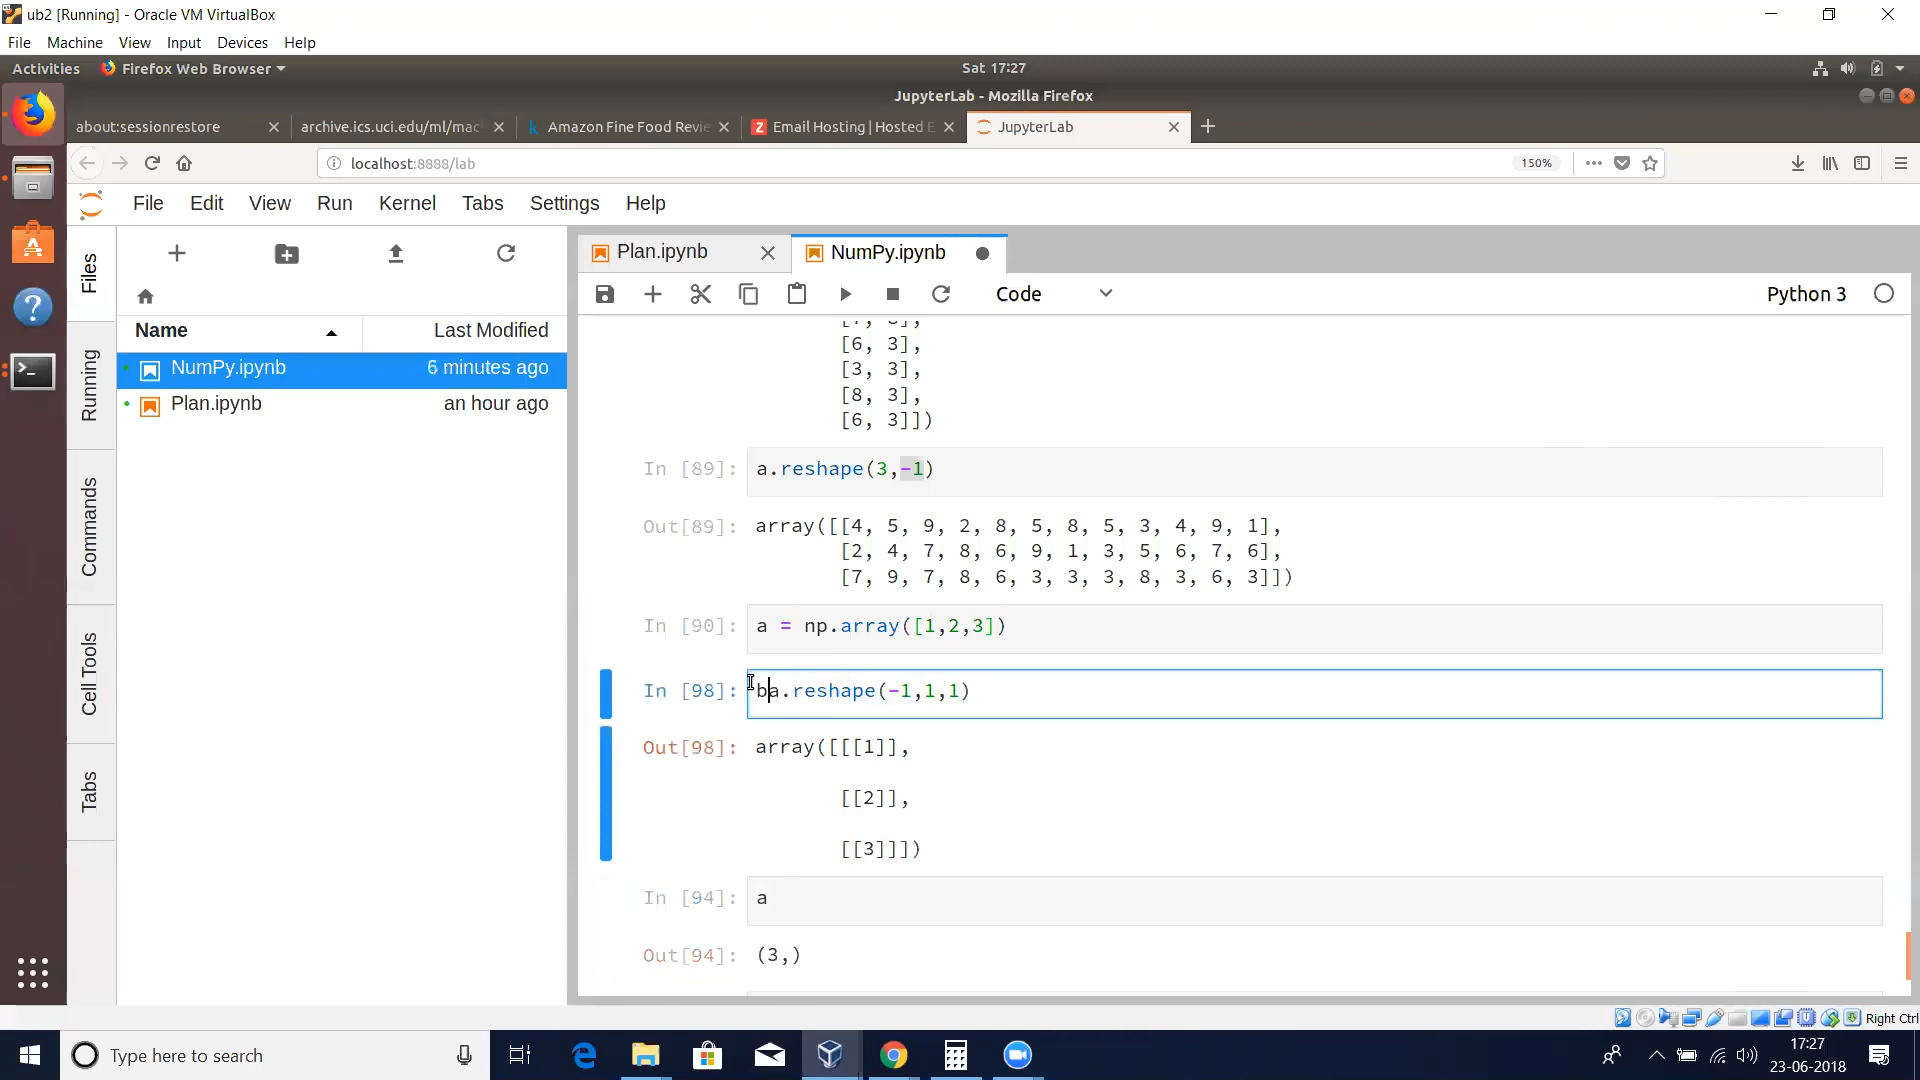 ub2 [Running] - Oracle VM VirtualBox
File Machine View Input Devices Help
Activities Firefox Web Browser Sat 17:27
JupyterLab - Mozilla Firefox
about:sessionrestore archive.ics.uci.edu/ml/mac Amazon Fine Food Revie Email Hosting | Hosted E JupyterLab
localhost:8888/lab 150%
File Edit View Run Kernel Tabs Settings Help
Files
Running
Commands
Cell Tools
Tabs
Name Last Modified
NumPy.ipynb 6 minutes ago
Plan.ipynb an hour ago
Plan.ipynb NumPy.ipynb
Code Python 3
[6, 3],
[3, 3],
[8, 3],
[6, 3]])
In [89]: a.reshape(3,-1)
Out[89]: array([[4, 5, 9, 2, 8, 5, 8, 5, 3, 4, 9, 1],
[2, 4, 7, 8, 6, 9, 1, 3, 5, 6, 7, 6],
[7, 9, 7, 8, 6, 3, 3, 3, 8, 3, 6, 3]])
In [90]: a = np.array([1,2,3])
In [98]: ba.reshape(-1,1,1)
Out[98]: array([[[1]],
[[2]],
[[3]]])
In [94]: a
Out[94]: (3,)
Right Ctrl
Type here to search
17:27
23-06-2018